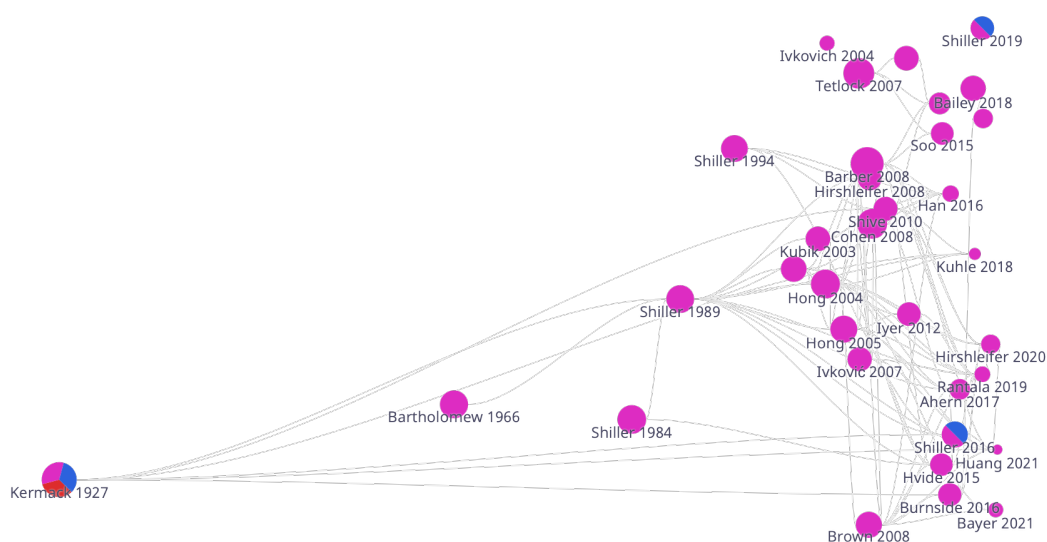 Shiller 2019
Ivkovich 2004
Tetlock 2007
Bailey 2018
Soo 2015
Shiller 1994
Barber 2008
Hirshleifer 2008
Han 2016
Shive 2010
Cohen 2008
Kubik 2003
Kuhle 2018
Hong 2004
Shiller 1989
Iyer 2012
Hong 2005
Hirshleifer 2020
Ivković 2007
Rantala 2019
Ahern 2017
Bartholomew 1966
Shiller 1984
Shiller 2016
Huang 2021
Hvide 2015
Kermack 1927
Burnside 2016
Bayer 2021
Brown 2008